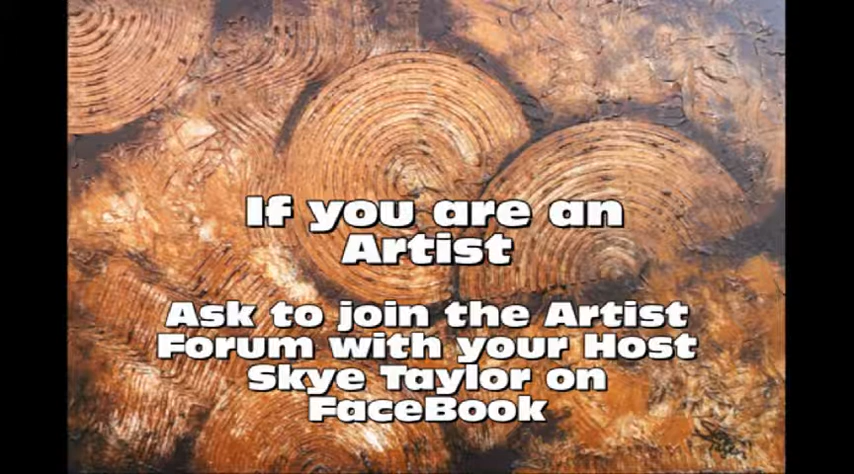 If you are an
Artist
Ask to join the Artist
Forum with your Host
Skye Taylor on
FaceBook